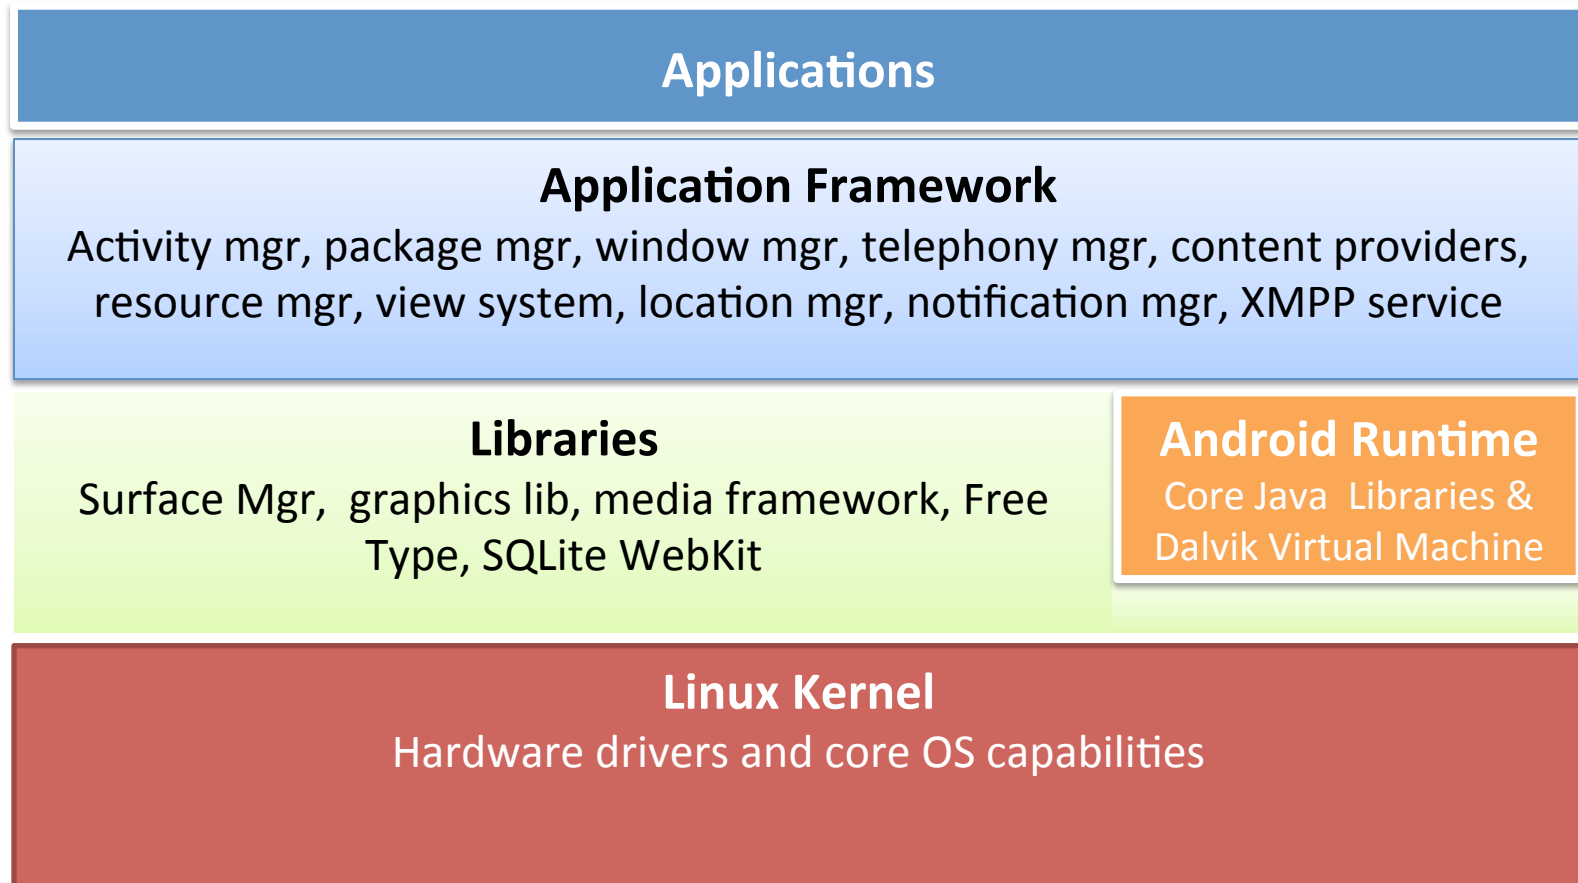 Applications
Application Framework
Activity mgr, package mgr, window mgr, telephony mgr, content providers,
resource mgr, view system, location mgr, notification mgr, XMPP service
Libraries
Surface Mgr,  graphics lib, media framework, Free
Type, SQLite WebKit
Android Runtime
Core Java  Libraries &
Dalvik Virtual Machine
Linux Kernel
Hardware drivers and core OS capabilities